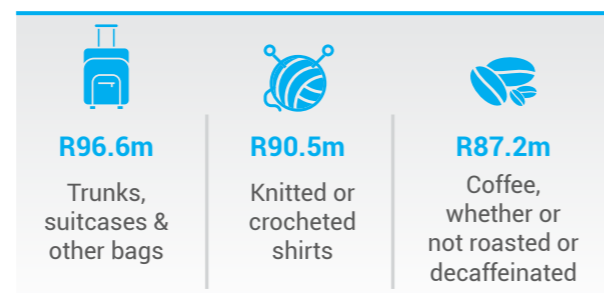 R96.6m
Trunks,
suitcases &
other bags
R90.5m
Knitted or
crocheted
shirts
R87.2m
Coffee,
whether or
not roasted or
decaffeinated